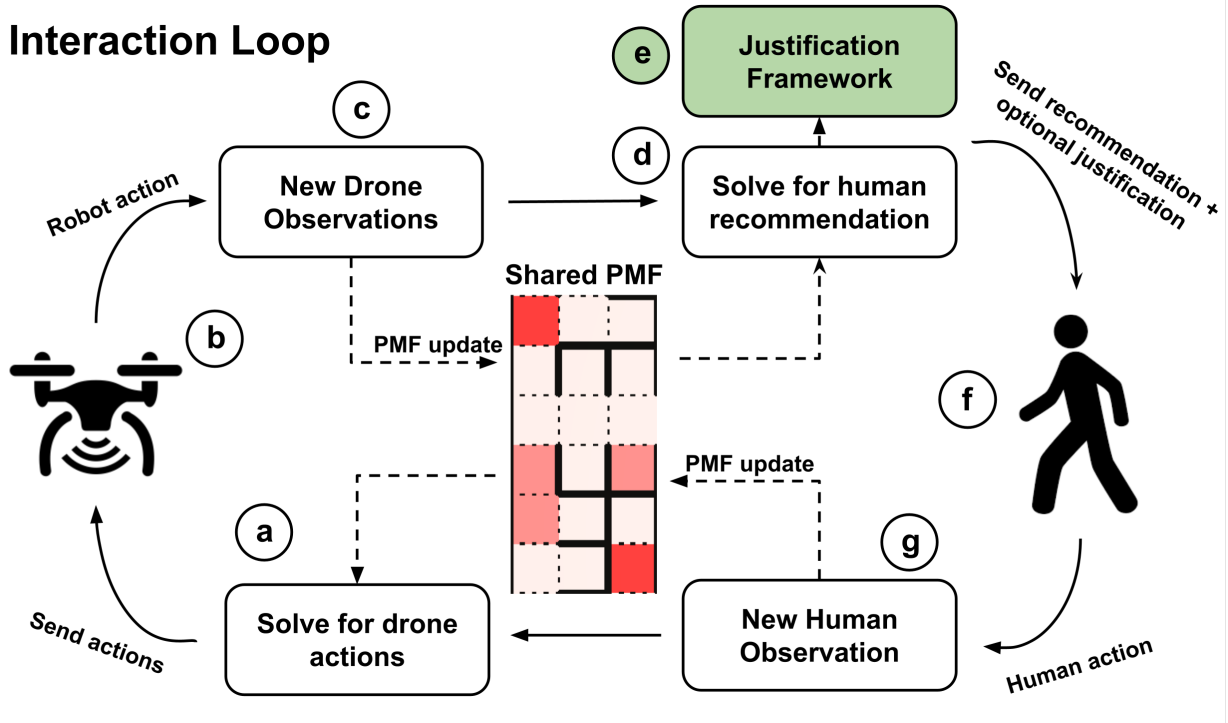 Interaction Loop
e
Justification
Framework
Send recommendation +
optional justification
c
d
Robot action
New Drone
Observations
Solve for human
recommendation
Shared PMF
b
PMF update
f
PMF update
a
g
Send actions
Solve for drone
actions
New Human
Observation
Human action